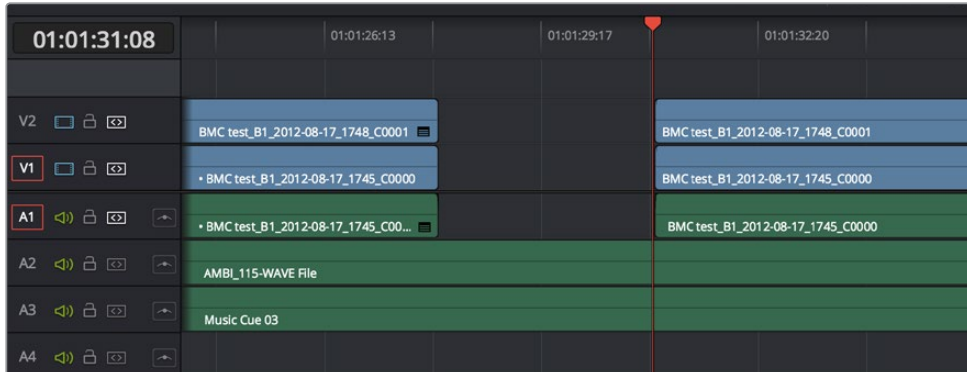 01:01:31:08
01:01:26:13
01:01:29:17
01:01:32:20
V2
BMC test_B1_2012-08-17_1748_C0001
BMC test_B1_2012-08-17_1748_C0001
V1
• BMC test_B1_2012-08-17_1745_C0000
BMC test_B1_2012-08-17_1745_C0000
A1
• BMC test_B1_2012-08-17_1745_C00...
BMC test_B1_2012-08-17_1745_C0000
A2
AMBI_115-WAVE File
A3
Music Cue 03
A4